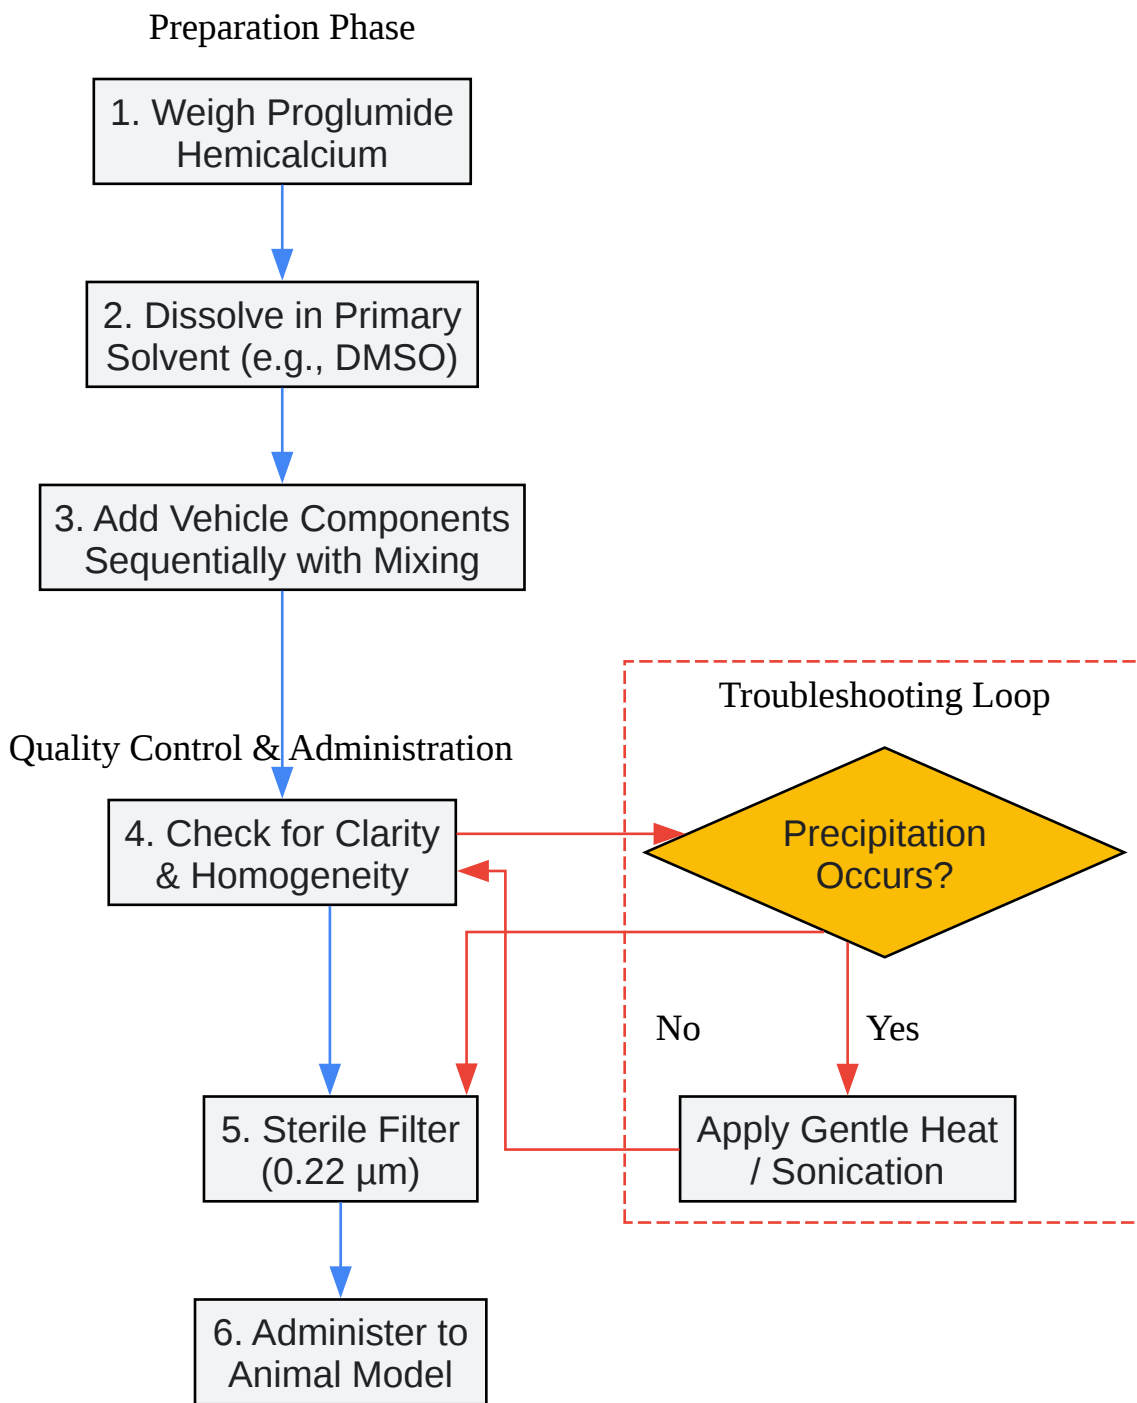 Preparation Phase
1. Weigh Proglumide
Hemicalcium
2. Dissolve in Primary
Solvent (e.g., DMSO)
3. Add Vehicle Components
Sequentially with Mixing
Troubleshooting Loop
Quality Control & Administration
4. Check for Clarity
& Homogeneity
Precipitation
Occurs?
No
Yes
5. Sterile Filter
(0.22 µm)
Apply Gentle Heat
/ Sonication
6. Administer to
Animal Model